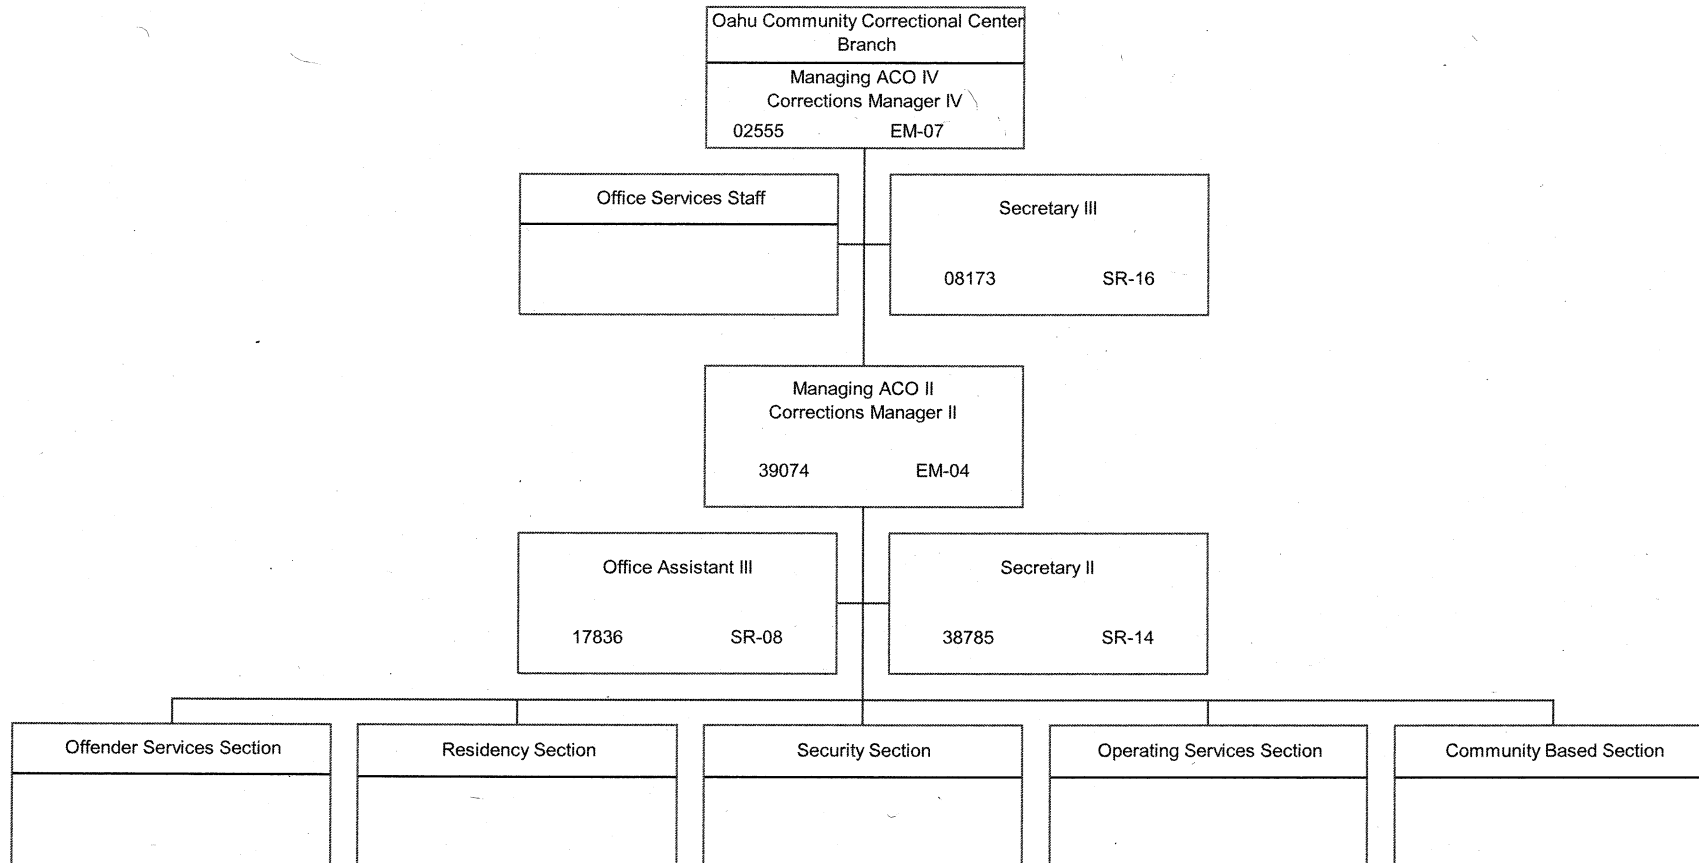 Oahu Community Correctional Center
Branch
Managing ACO IV
Corrections Manager IV
02555 EM-07
Office Services Staff
Secretary III
08173 SR-16
Managing ACO II
Corrections Manager II
39074 EM-04
Office Assistant III
17836 SR-08
Secretary II
38785 SR-14
Offender Services Section
Residency Section
Security Section
Operating Services Section
Community Based Section